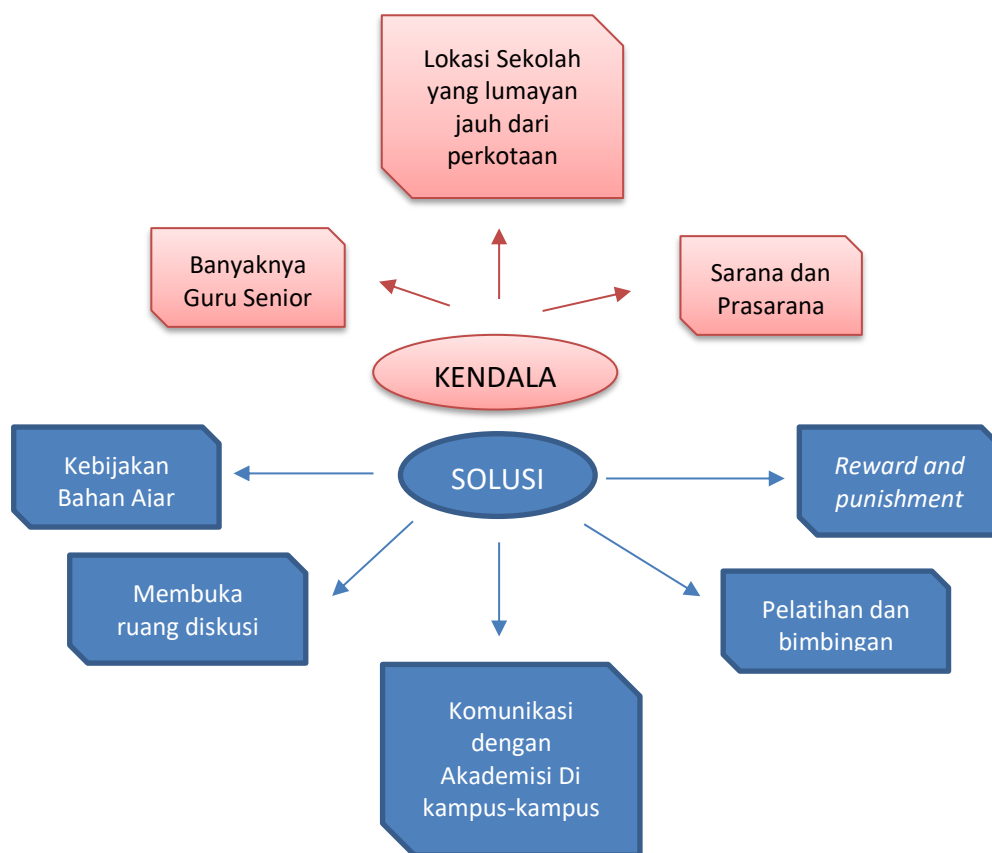 Lokasi Sekolah
yang lumayan
jauh dari
perkotaan
Banyaknya
Guru Senior
Sarana dan
Prasarana
KENDALA
SOLUSI
Kebijakan
Bahan Ajar
Reward and
punishment
Membuka
ruang diskusi
Pelatihan dan
bimbingan
Komunikasi
dengan
Akademisi Di
kampus-kampus